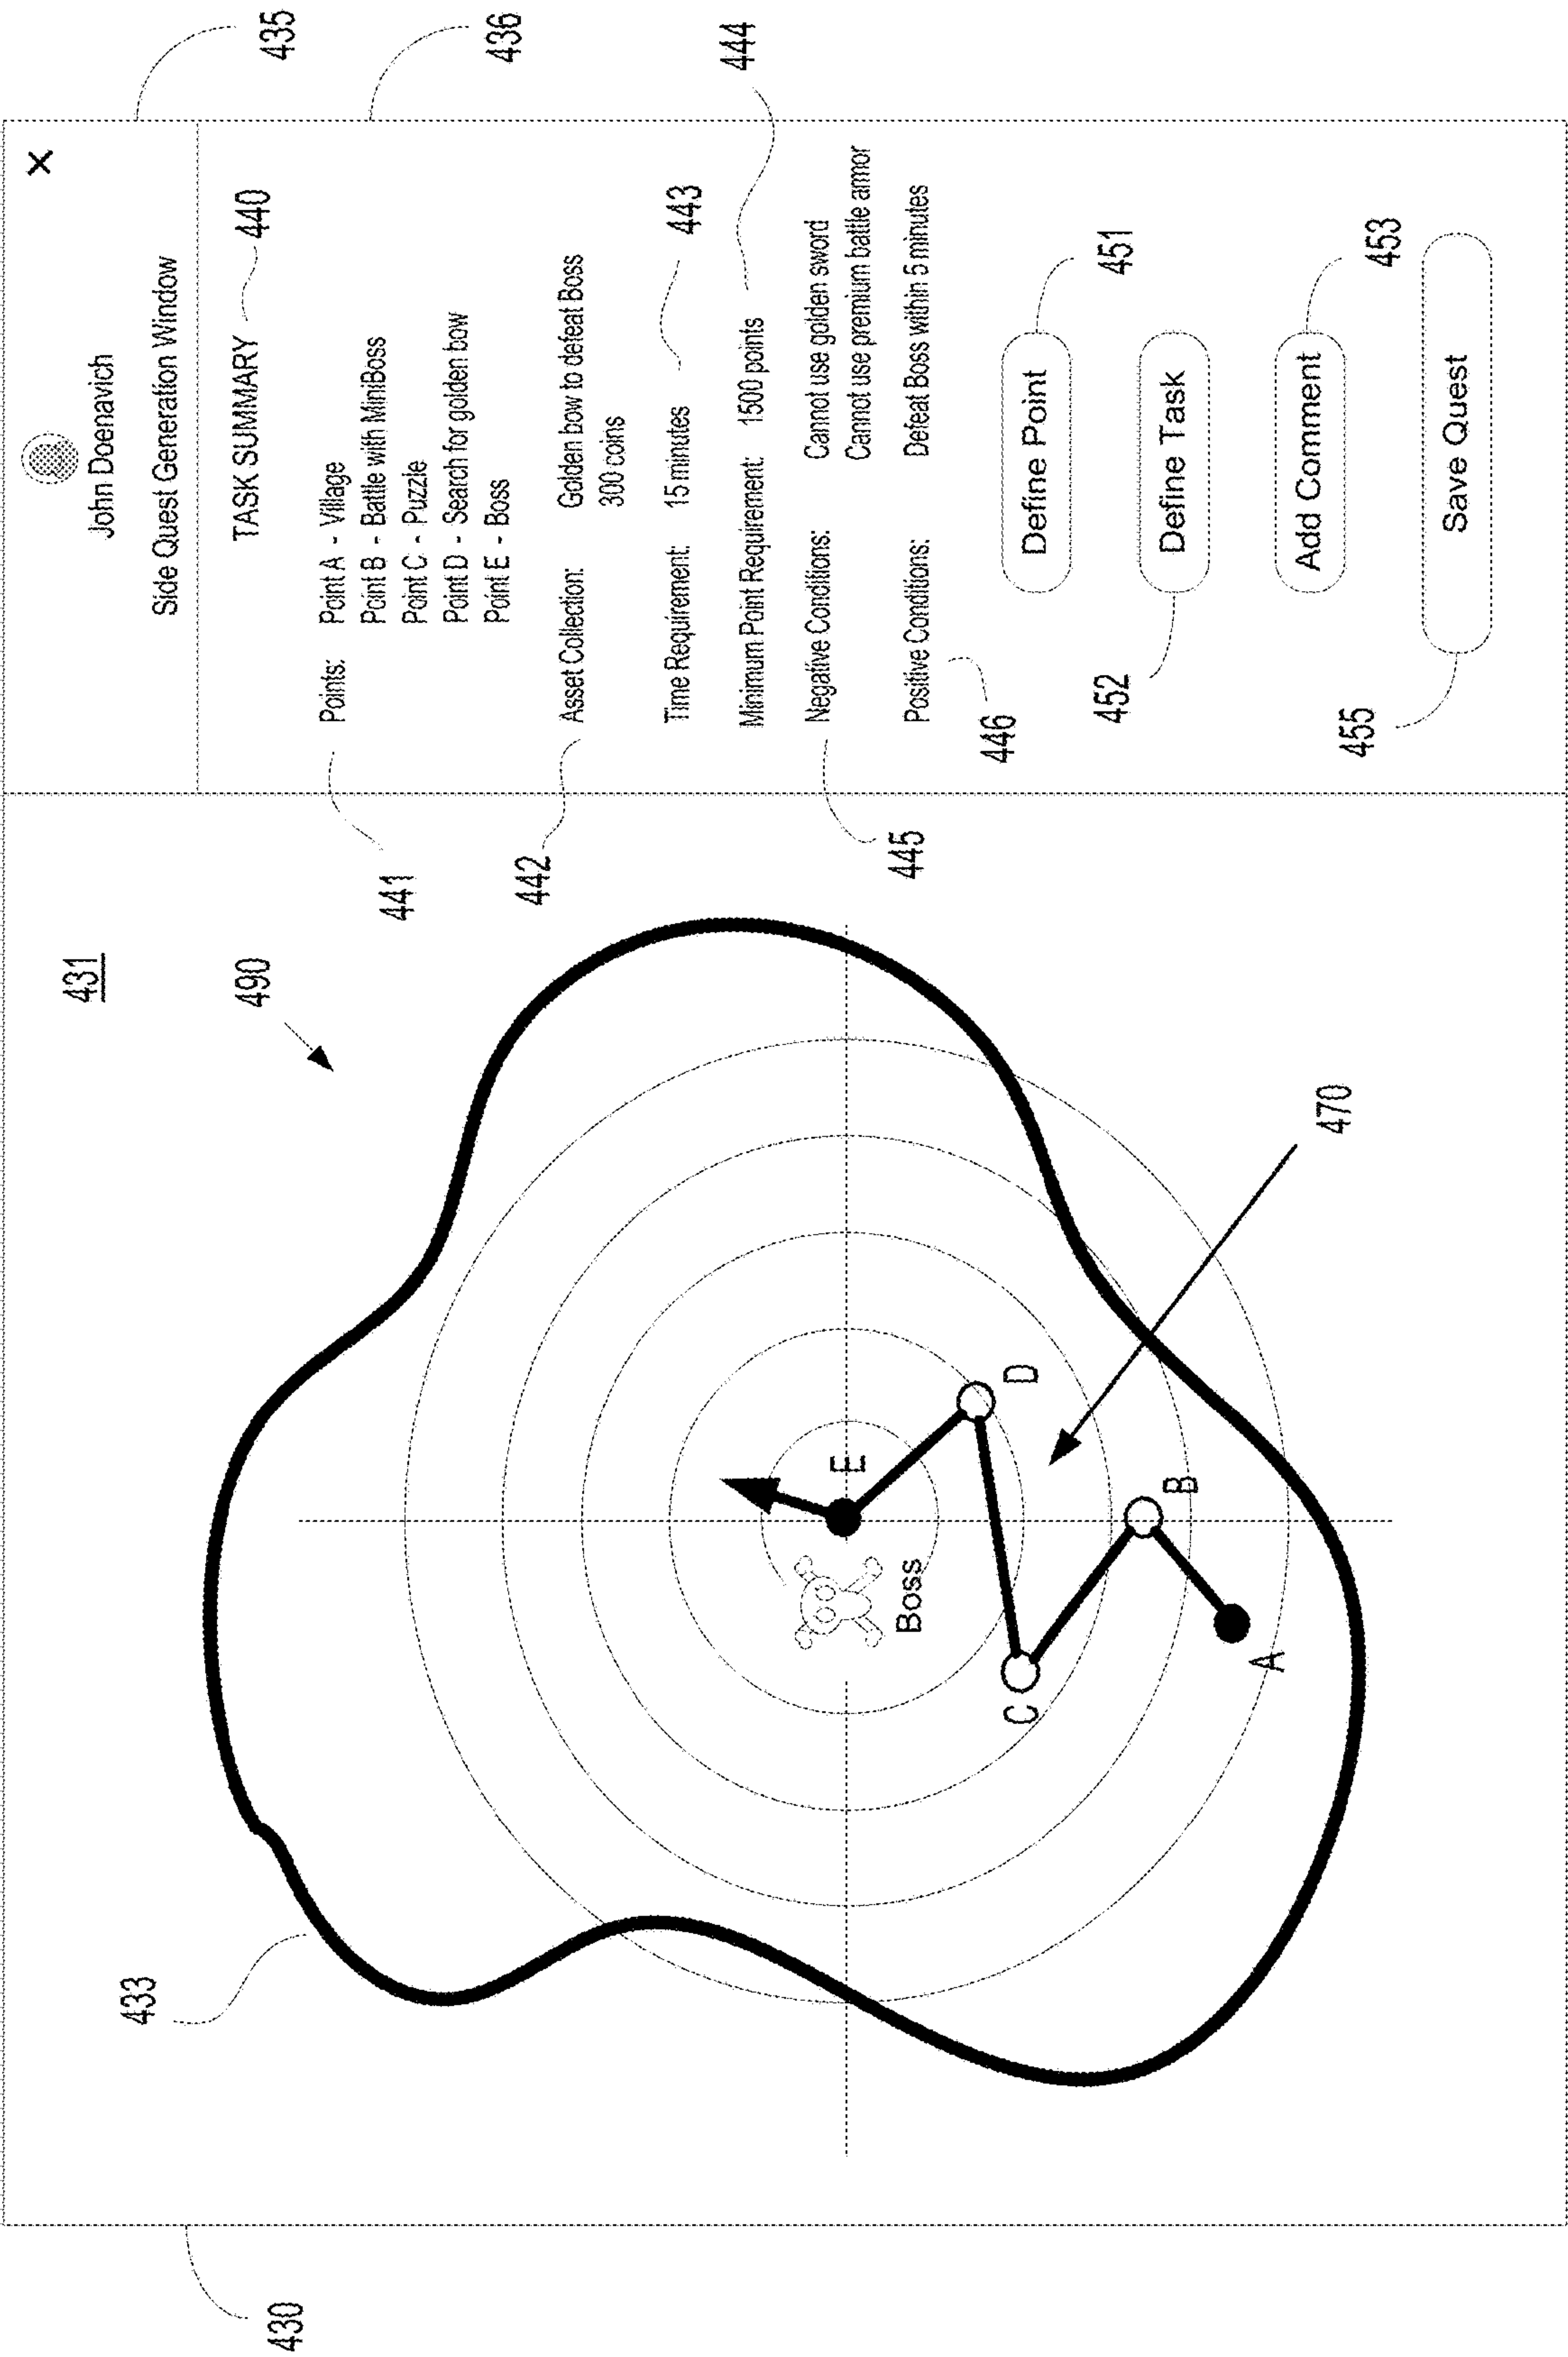 431
433
430
490
470
E
Boss
D
C
B
A
435
436
X
John Doenavich
Side Quest Generation Window
TASK SUMMARY 440
441
Points: Point A - Village
Point B - Battle with MiniBoss
Point C - Puzzle
Point D - Search for golden bow
Point E - Boss
442
Asset Collection: Golden bow to defeat Boss
300 coins
Time Requirement: 15 minutes 443
Minimum Point Requirement: 1500 points 444
445
Negative Conditions: Cannot use golden sword
Cannot use premium battle armor
Positive Conditions: Defeat Boss within 5 minutes
446
Define Point 451
452 Define Task
Add Comment 453
455 Save Quest